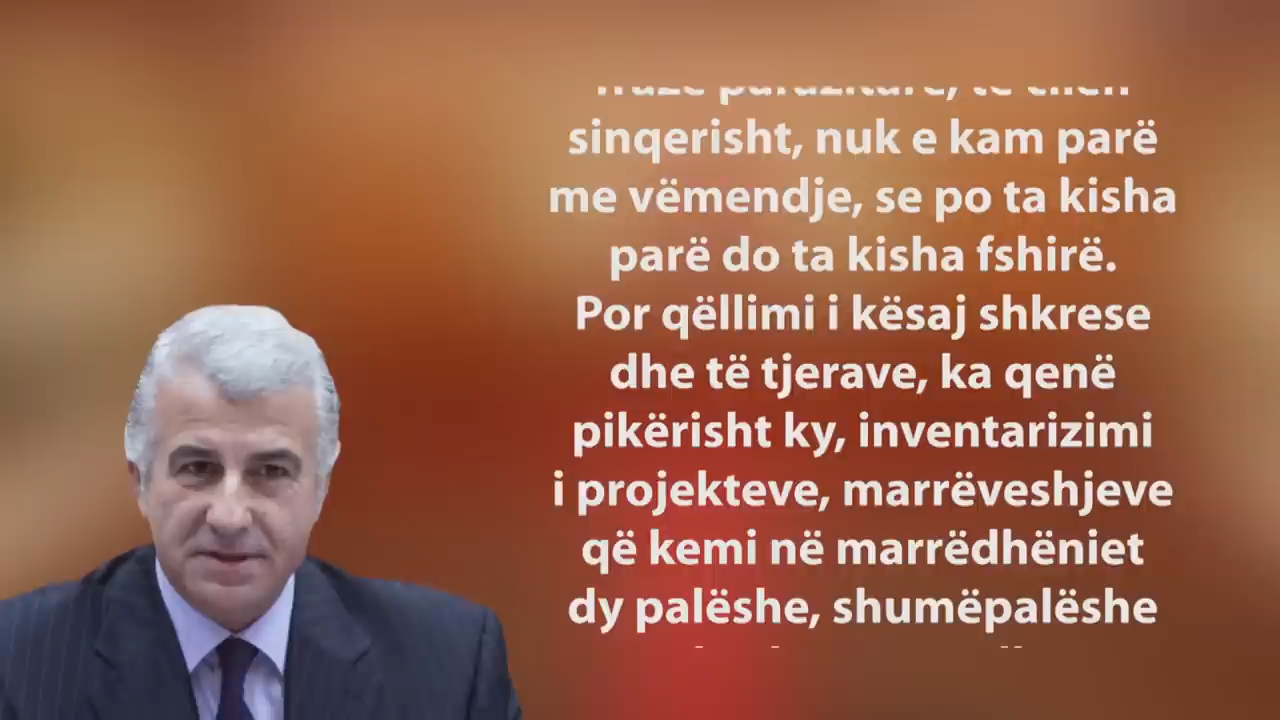 sinqerisht, nuk e kam parë
me vëmendje, se po ta kisha
parë do ta kisha fshirë.
Por qëllimi i kësaj shkrese
dhe të tjerave, ka qenë
pikërisht ky, inventarizimi
i projekteve, marrëveshjeve
që kemi në marrëdhëniet
dy palëshe, shumëpalëshe